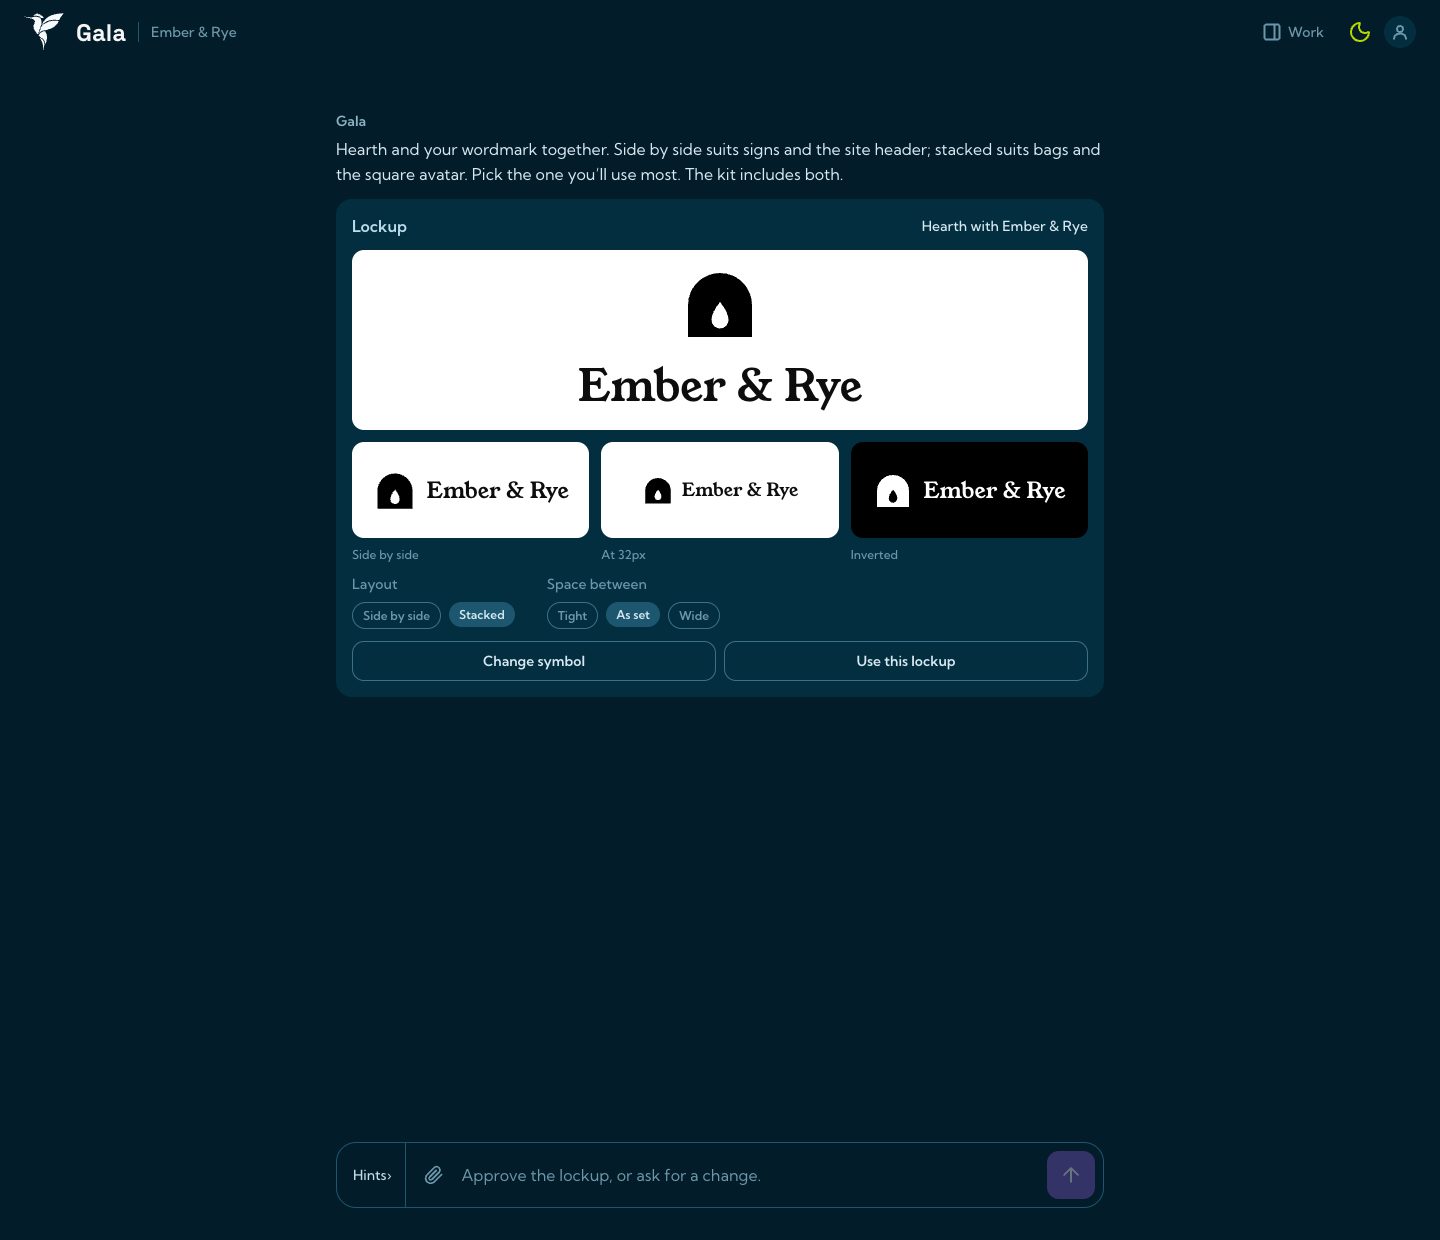 Gala
Ember & Rye
Work
Gala
Hearth and your wordmark together. Side by side suits signs and the site header; stacked suits bags and
the square avatar. Pick the one you'll use most. The kit includes both.
Lockup
Hearth with Ember & Rye
Ember & Rye
Ember & Rye
Ember & Rye
Ember & Rye
Side by side
At 32px
Inverted
Layout
Space between
Side by side
Stacked
Tight
As set
Wide
Change symbol
Use this lockup
Hints›
Approve the lockup, or ask for a change.